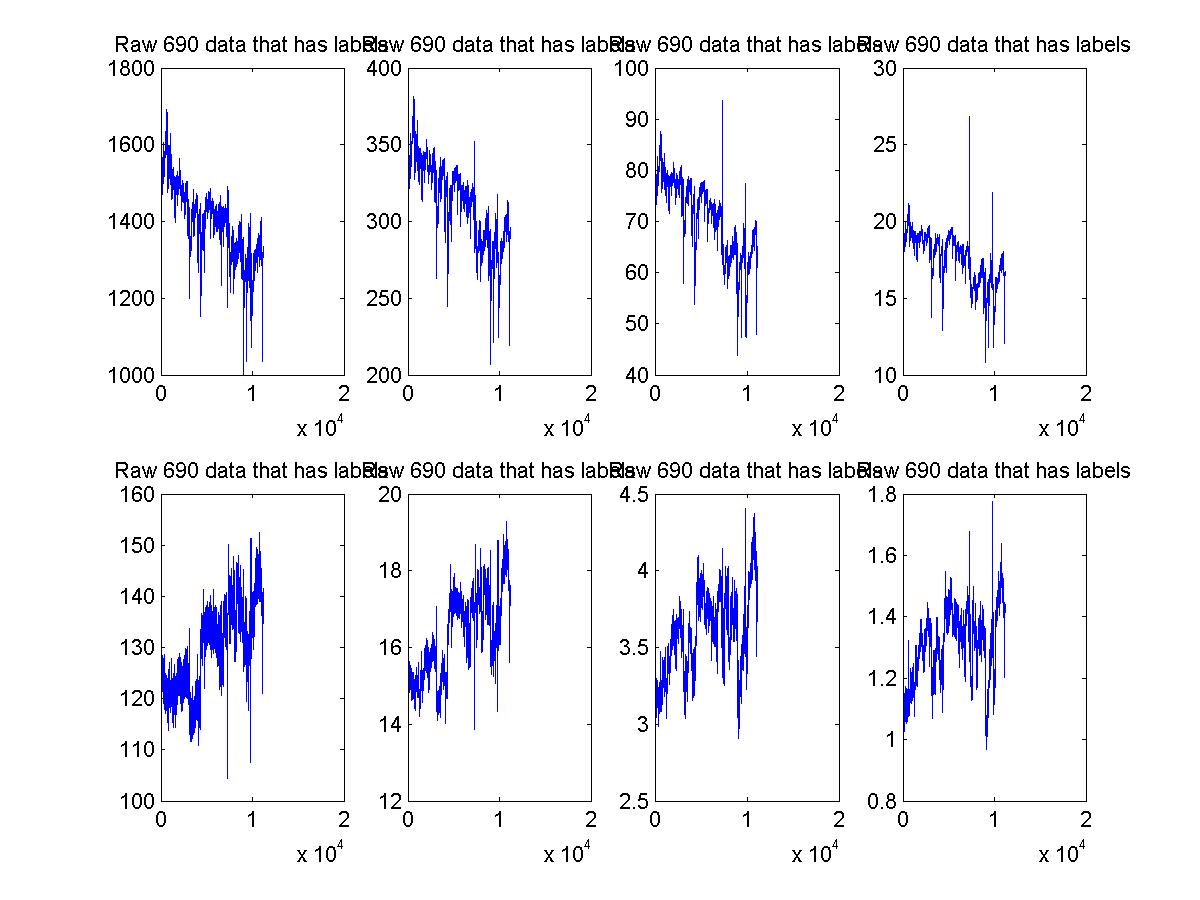 Raw 690 data that has labels Raw 690 data that has labels Raw 690 data that has labels Raw 690 data that has labels
1800 400 100 30
90
1600 350 80 25
70
1400 300 20
60
1200 250 15
50
1000 200 40 10
0 1 2 0 1 2 0 1 2 0 1 2
x 10^4 x 10^4 x 10^4 x 10^4
Raw 690 data that has labels Raw 690 data that has labels Raw 690 data that has labels Raw 690 data that has labels
160 20 4.5 1.8
150
18 4 1.6
140
1.4
130 16 3.5
1.2
120
14 3 1
110
100 12 2.5 0.8
0 1 2 0 1 2 0 1 2 0 1 2
x 10^4 x 10^4 x 10^4 x 10^4